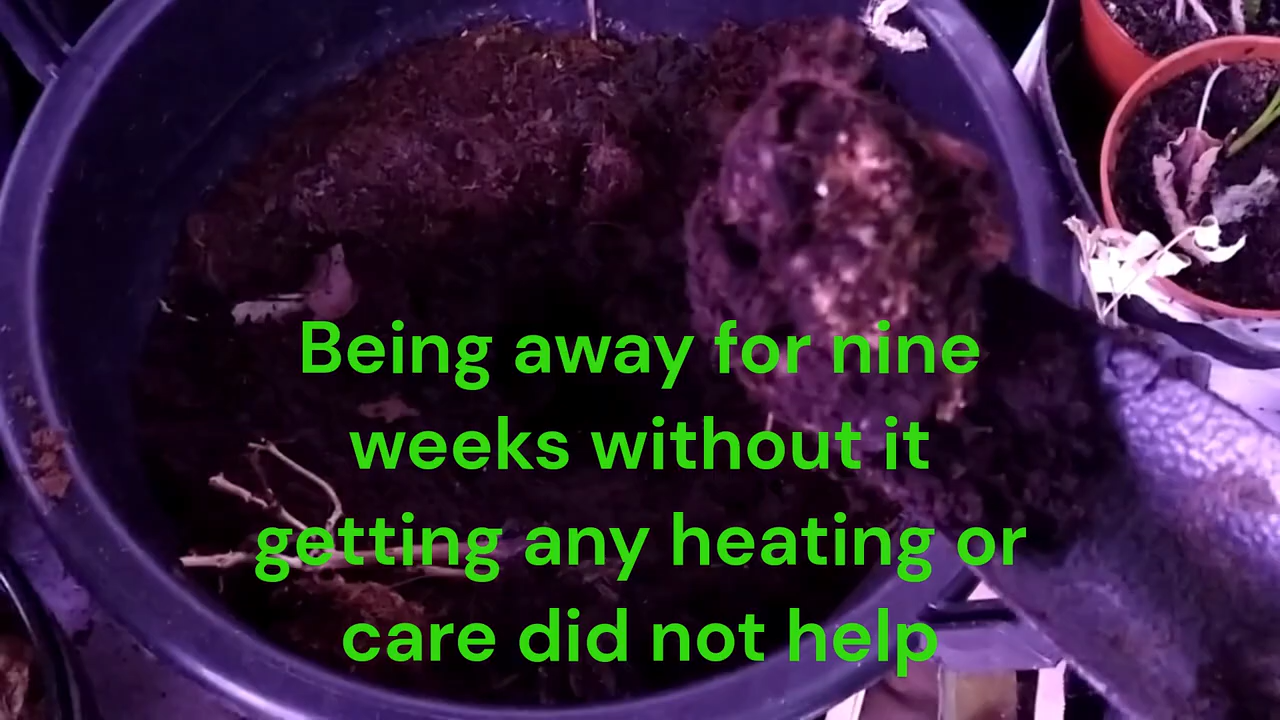 Being away for nine
weeks without it
getting any heating or
care did not help